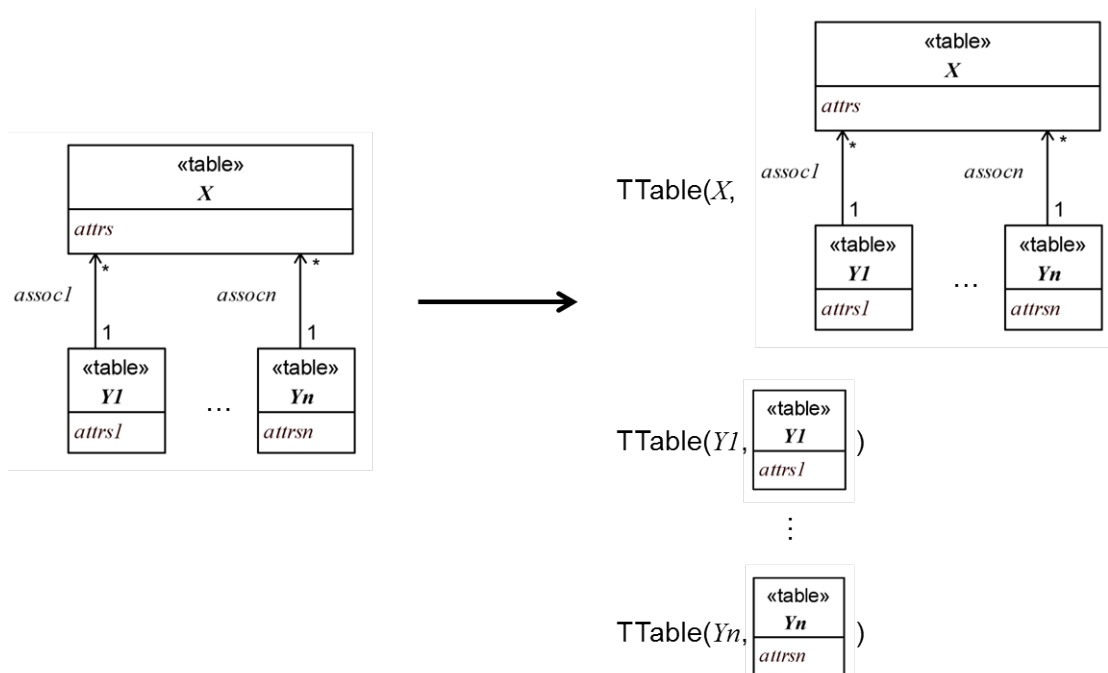 «table»
X
attrs
*
*
assoc1
assocn
1
1
«table»
Y1
attrs1
…
«table»
Yn
attrsn
TTable(X,
«table»
X
attrs
*
*
assoc1
assocn
1
1
«table»
Y1
attrs1
…
«table»
Yn
attrsn
TTable(Y1,
«table»
Y1
attrs1
)
⋮
TTable(Yn,
«table»
Yn
attrsn
)